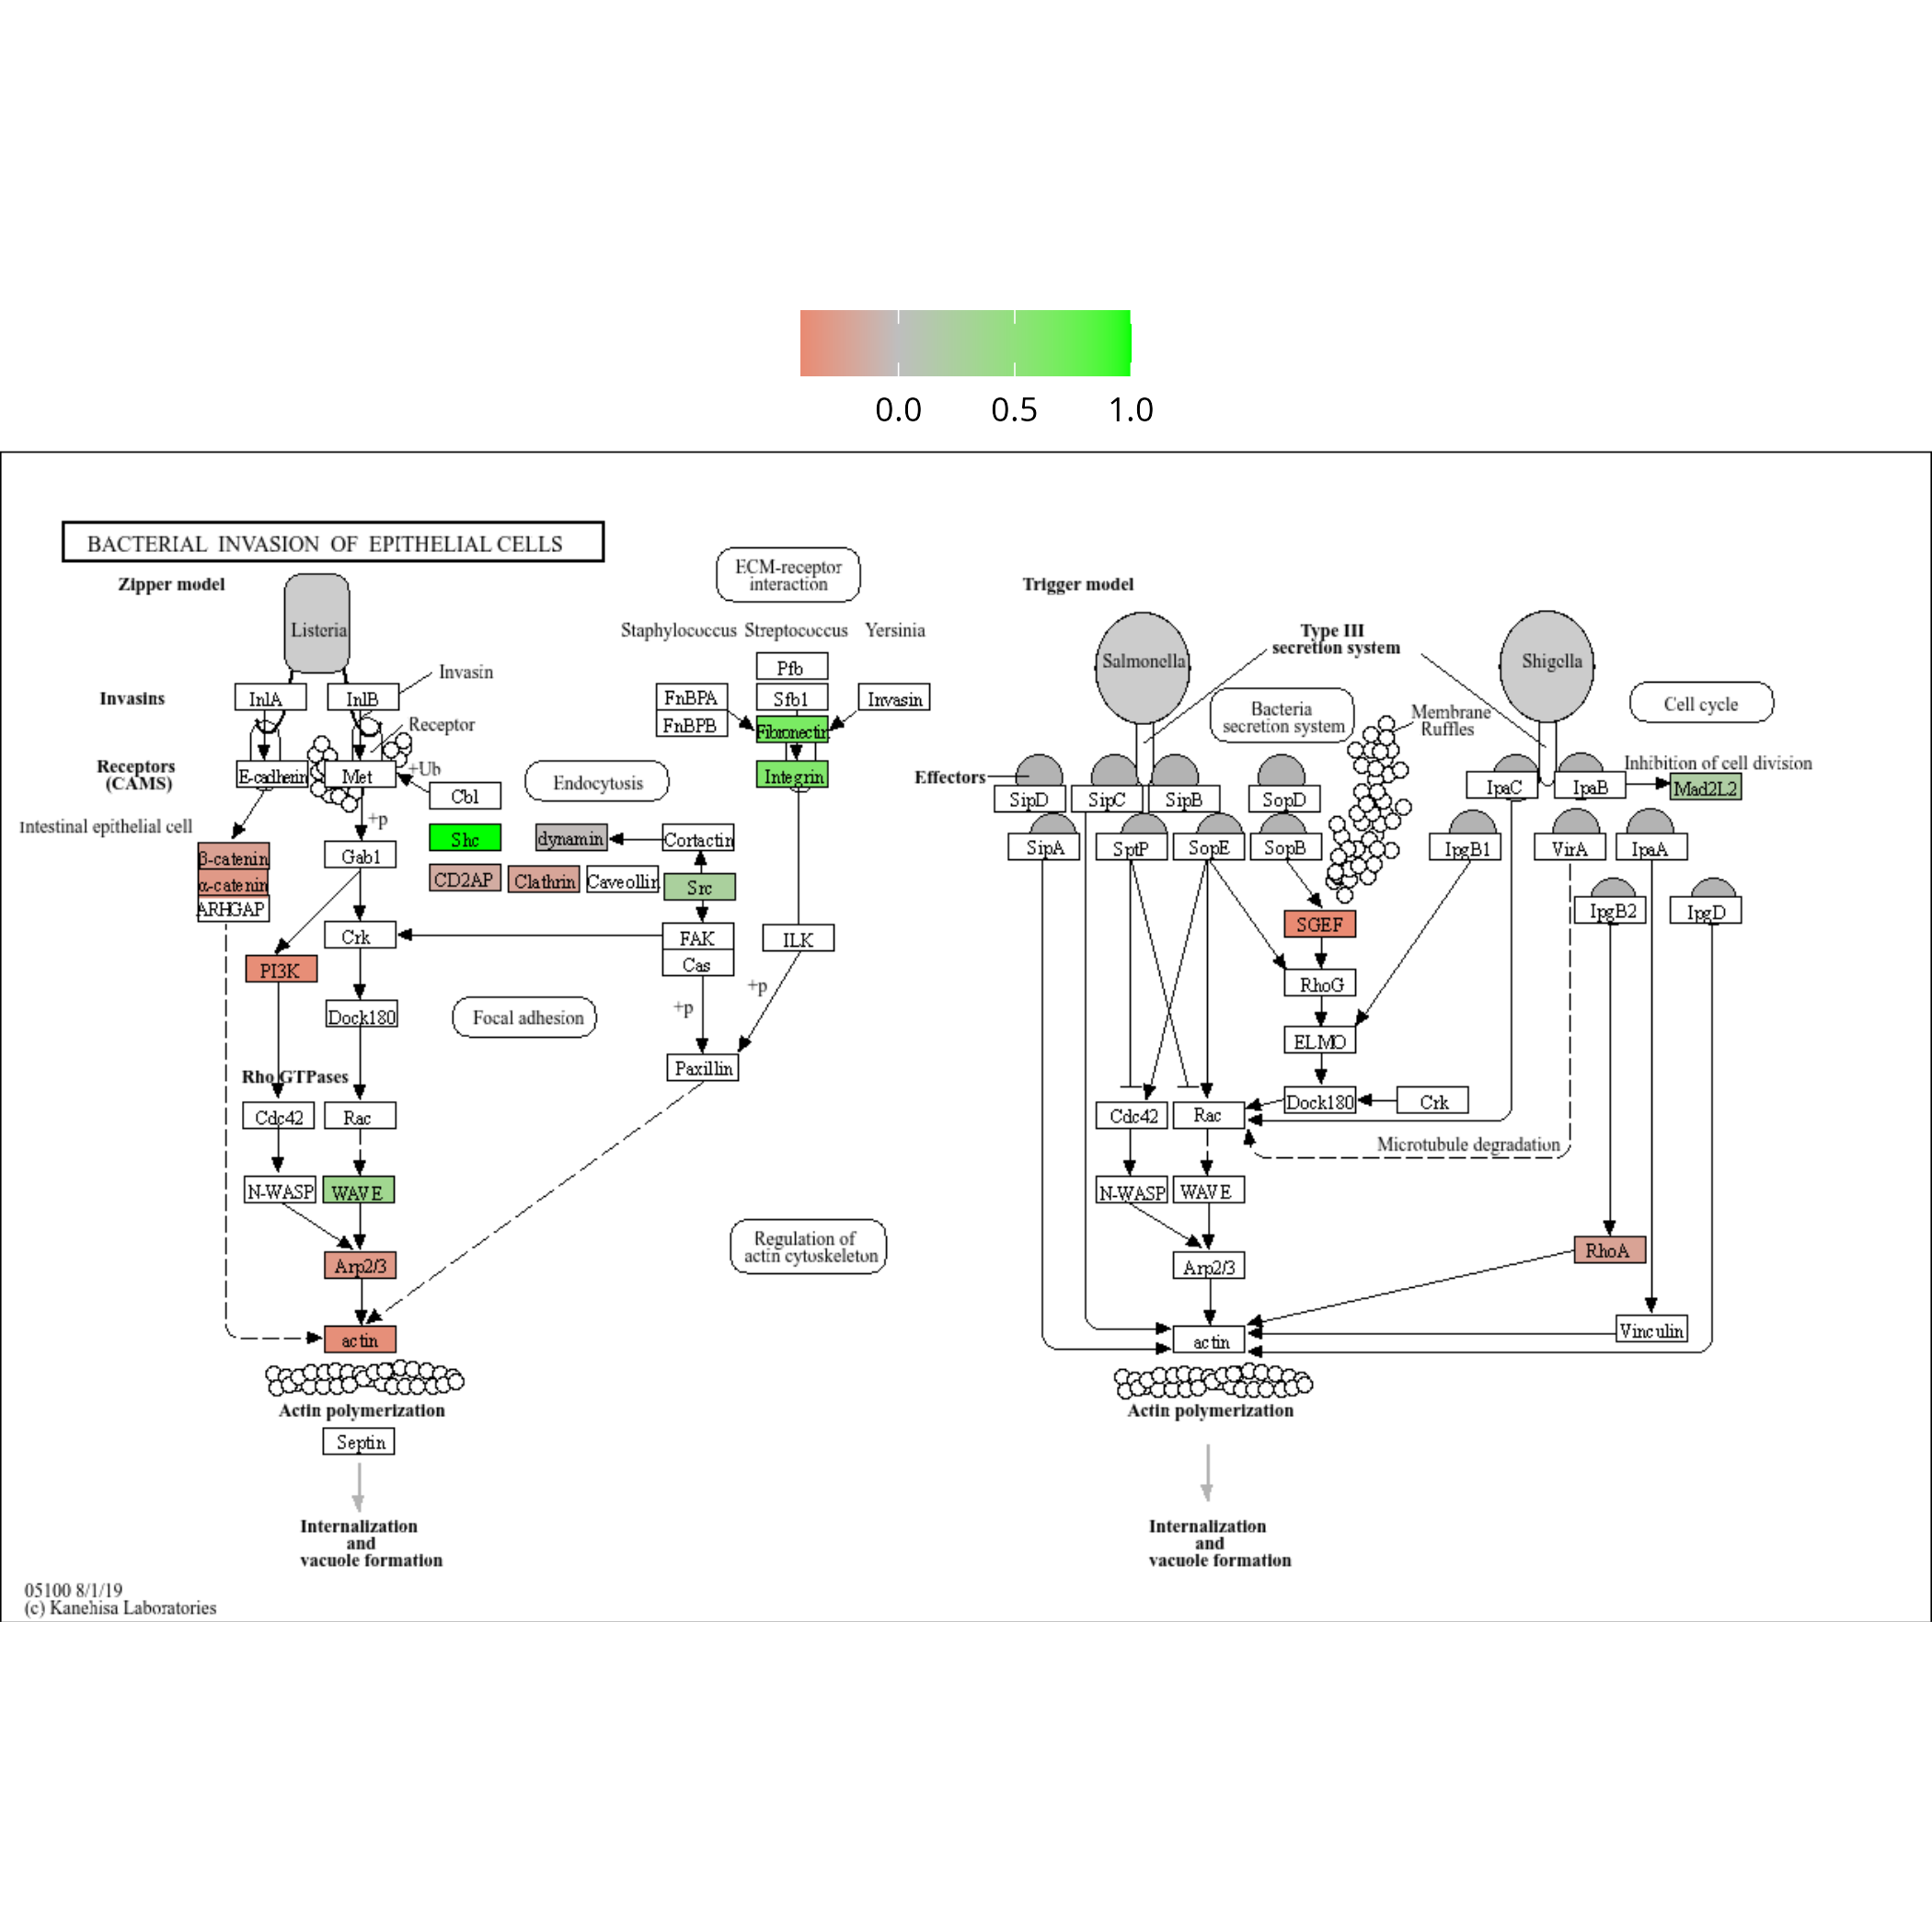 0.0 0.5 1.0
BACTERIAL INVASION OF EPITHELIAL CELLS
Zipper model
Listeria
Invasin
Invasins
InlA
InlB
Receptor
Receptors
(CAMS)
E-cadherin
Met
+Ub
Cbl
+p
Intestinal epithelial cell
β-catenin
α-catenin
ARHGAP
Gab1
Shc
CD2AP
Endocytosis
dynamin
Clathrin
Caveollin
Cortactin
Src
ECM-receptor
interaction
Staphylococcus Streptococcus Yersinia
Pfb
FnBPA
Sfb1
Invasin
FnBPB
Fibronectin
Integrin
Crk
FAK
Cas
ILK
PI3K
Dock180
Focal adhesion
+p
+p
Paxillin
Rho GTPases
Cdc42
Rac
N-WASP
WAVE
Arp2/3
actin
Regulation of
actin cytoskeleton
Actin polymerization
Septin
Internalization
and
vacuole formation
Trigger model
Salmonella
Type III
secretion system
Shigella
Bacteria
secretion system
Membrane
Ruffles
Cell cycle
Effectors
SipD
SipC
SipB
SopD
IpaC
IpaB
Inhibition of cell division
Mad2L2
SipA
SptP
SopE
SopB
IpgB1
VirA
IpaA
IpgB2
IpgD
SGEF
RhoG
ELMO
Dock180
Crk
Cdc42
Rac
Microtubule degradation
N-WASP
WAVE
Arp2/3
RhoA
actin
Vinculin
Actin polymerization
Internalization
and
vacuole formation
05100 8/1/19
(c) Kanehisa Laboratories